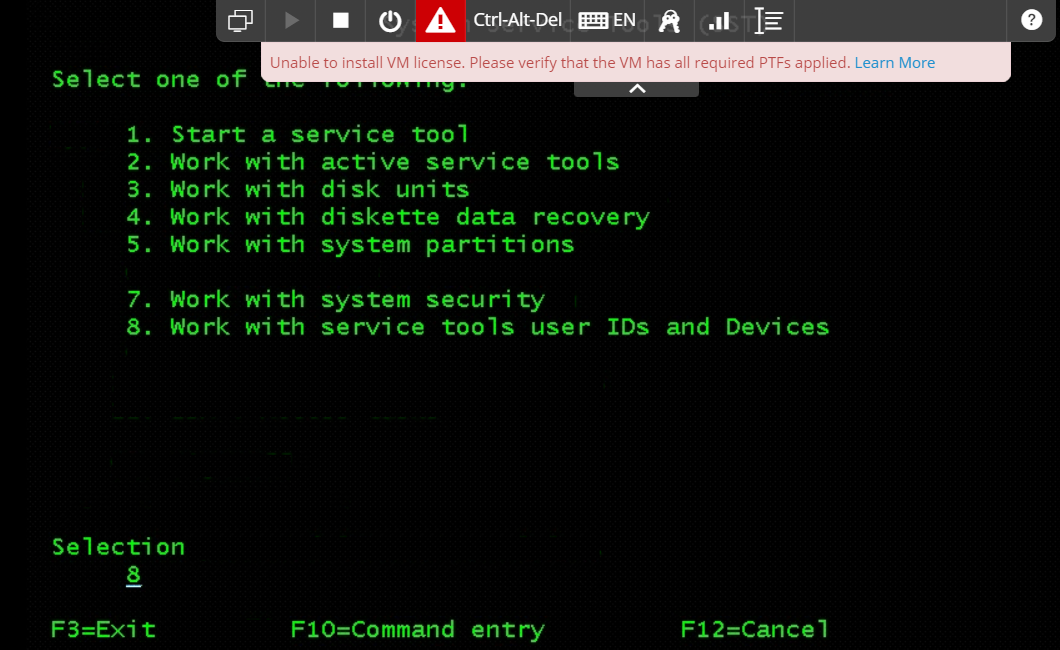 Ctrl-Alt-Del EN ?
Unable to install VM license. Please verify that the VM has all required PTFs applied. Learn More
Select one of
1. Start a service tool
2. Work with active service tools
3. Work with disk units
4. Work with diskette data recovery
5. Work with system partitions
7. Work with system security
8. Work with service tools user IDs and Devices
Selection
8
F3=Exit F10=Command entry F12=Cancel